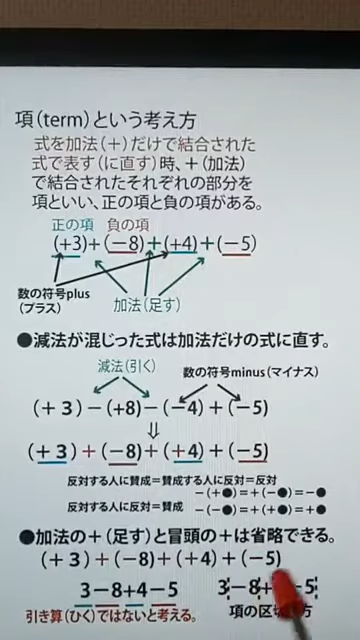 項（term）という考え方
式を加法（＋）だけで結合された
式で表す（に直す）時、＋（加法）
で結合されたそれぞれの部分を
項といい、正の項と負の項がある。
正の項　負の項
(＋3)＋(－8)＋(＋4)＋(－5)
数の符号plus
（プラス）
加法（足す）
●減法が混じった式は加法だけの式に直す。
減法（引く）
数の符号minus（マイナス）
(＋3)－(＋8)－(－4)＋(－5)
⇓
(＋3)＋(－8)＋(＋4)＋(－5)
反対する人に賛成＝賛成する人に反対＝反対
－(＋●)＝＋(－●)＝－●
反対する人に反対＝賛成
－(－●)＝＋(＋●)＝＋●
●加法の＋（足す）と冒頭の＋は省略できる。
(＋3)＋(－8)＋(＋4)＋(－5)
3－8＋4－5
3－8＋
－5
引き算（ひく）ではないと考える。
項の区切
方